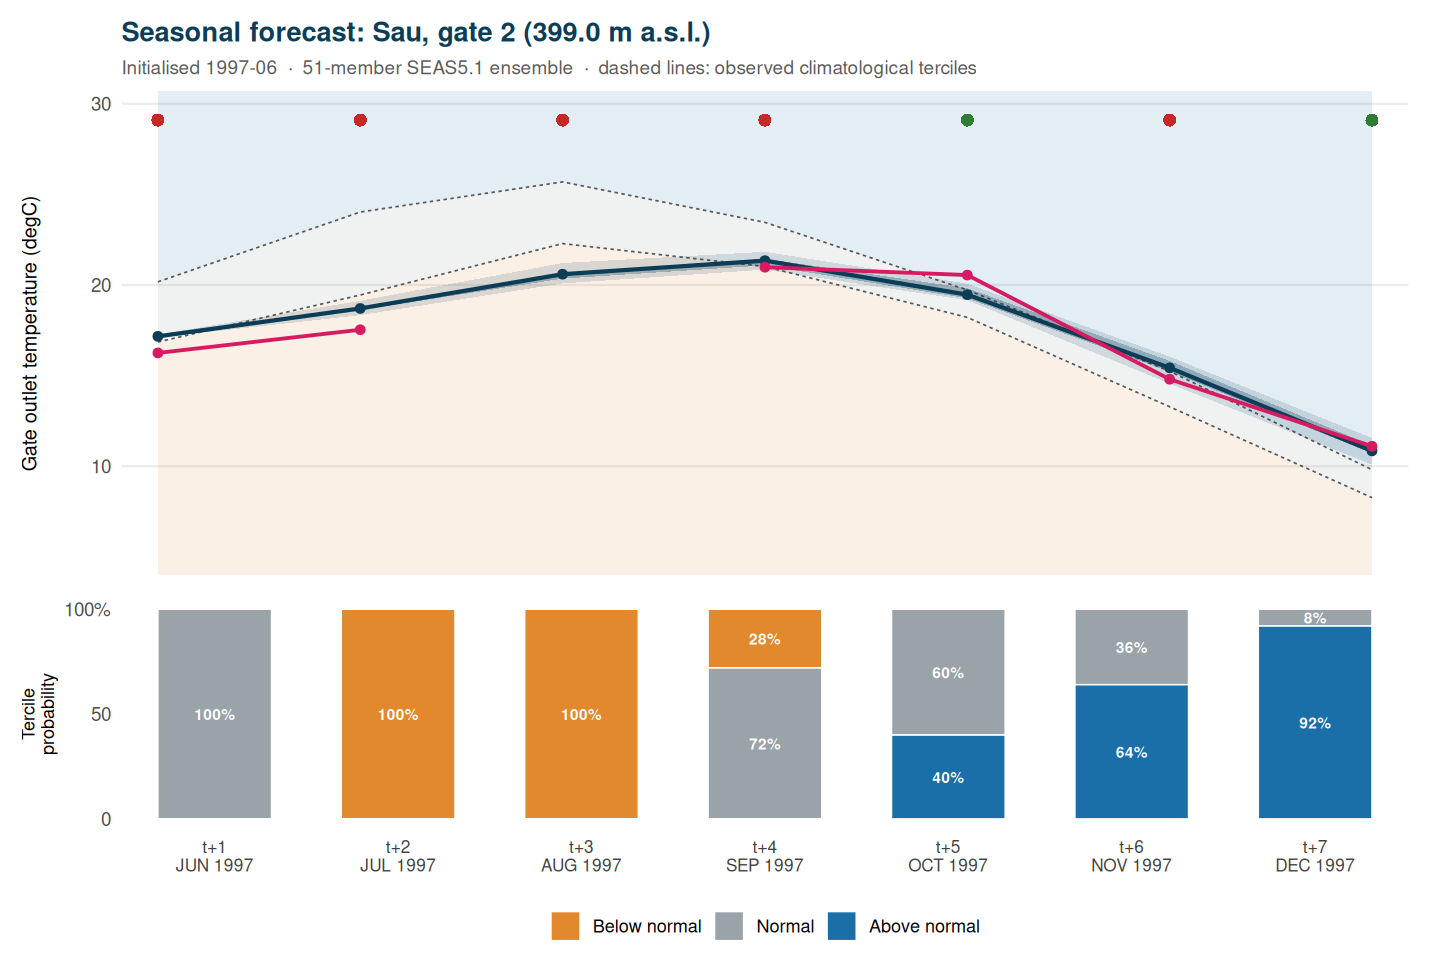 Seasonal forecast: Sau, gate 2 (399.0 m a.s.l.)
Initialised 1997-06 · 51-member SEAS5.1 ensemble · dashed lines: observed climatological terciles
Gate outlet temperature (degC)
30
20
10
Tercile
probability
100%
50
0
100%
100%
100%
28%
72%
60%
40%
36%
64%
8%
92%
t+1
JUN 1997
t+2
JUL 1997
t+3
AUG 1997
t+4
SEP 1997
t+5
OCT 1997
t+6
NOV 1997
t+7
DEC 1997
Below normal
Normal
Above normal